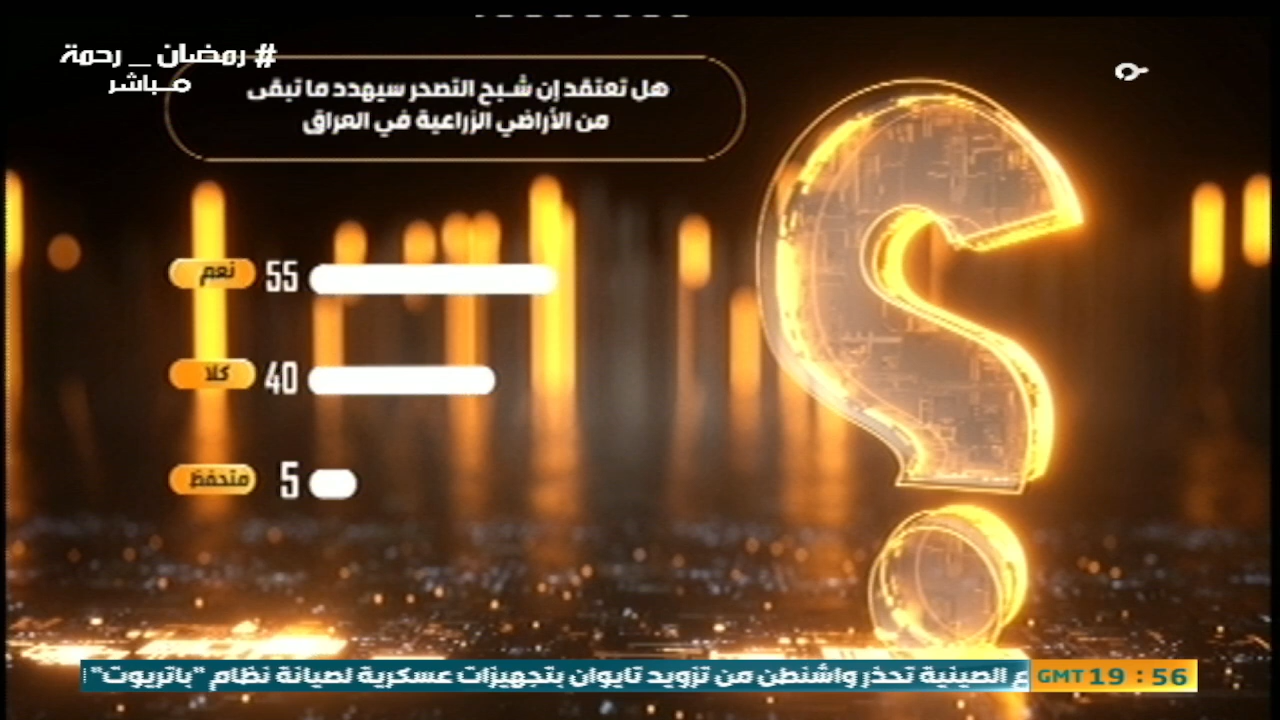 # رمضان _ رحمة
مباشر
هل تعتقد إن شبح التصحر سيهدد ما تبقى
من الأراضي الزراعية في العراق
نعم 55
كلا 40
متحفظ 5
ع الصينية تحذر واشنطن من تزويد تايوان بتجهيزات عسكرية لصيانة نظام "باتريوت"
GMT 19 : 56